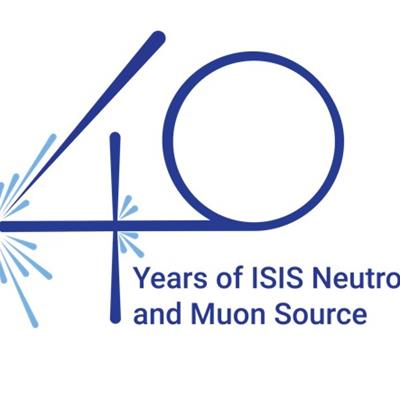 40
Years of ISIS Neutro
and Muon Source